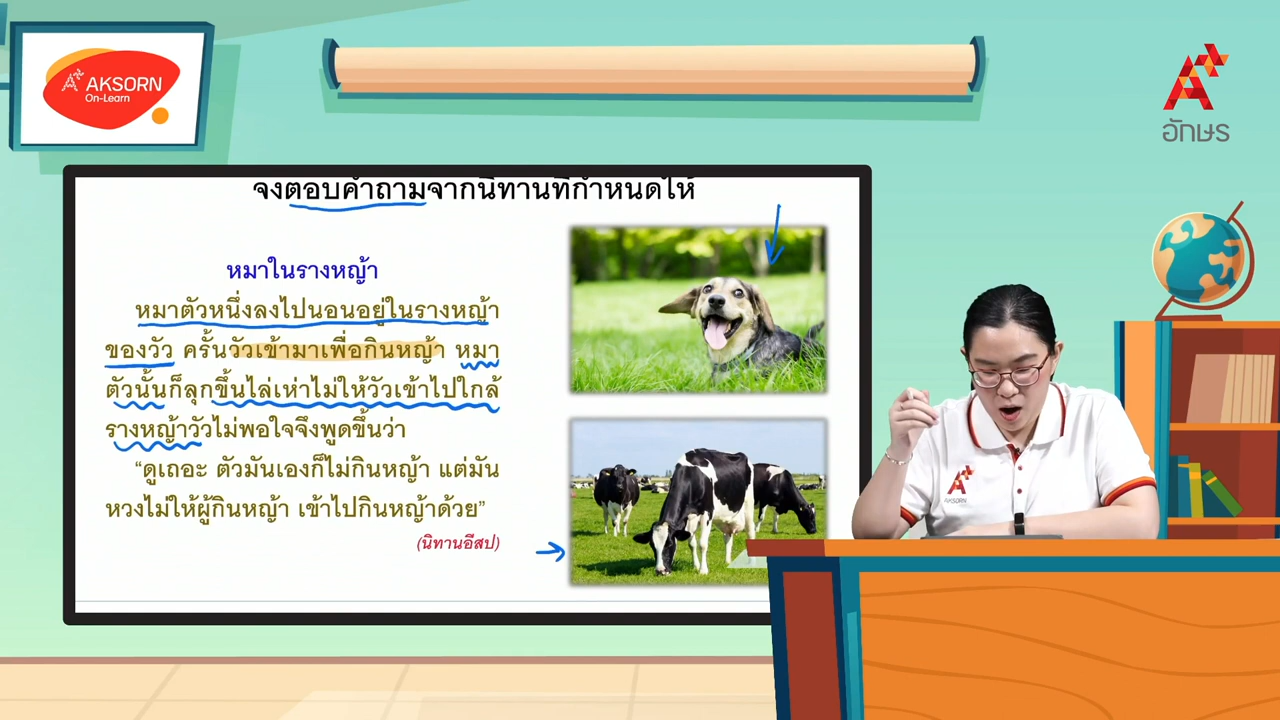 AKSORN
On-Learn
อักษร
จงตอบคำถามจากนิทานที่กำหนดให้
หมาในรางหญ้า
หมาตัวหนึ่งลงไปนอนอยู่ในรางหญ้า
ของวัว ครั้นวัวเข้ามาเพื่อกินหญ้า หมา
ตัวนั้นก็ลุกขึ้นไล่เห่าไม่ให้วัวเข้าไปใกล้
รางหญ้าวัวไม่พอใจจึงพูดขึ้นว่า
“ดูเถอะ ตัวมันเองก็ไม่กินหญ้า แต่มัน
หวงไม่ให้ผู้กินหญ้า เข้าไปกินหญ้าด้วย”
(นิทานอีสป)
AKSORN